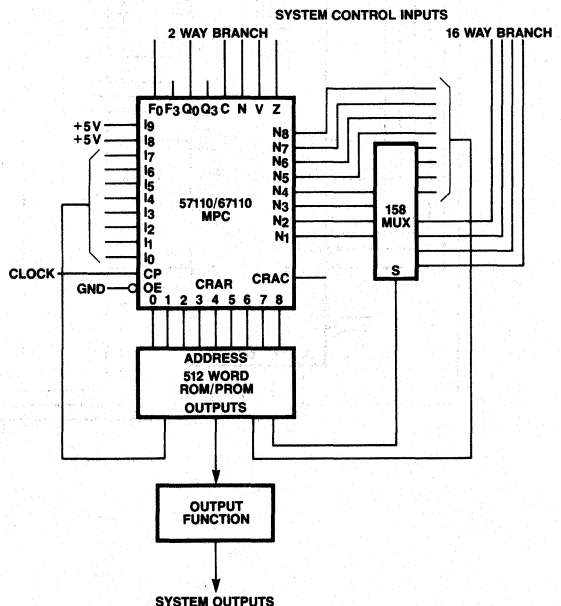 SYSTEM CONTROL INPUTS
2 WAY BRANCH
16 WAY BRANCH
F0 F3 Q0 Q3 C N V Z
+5V I9
+5V I8
I7
I6
I5
I4
I3
I2
I1
I0
57110/67110
MPC
N8
N7
N6
N5
N4
N3
N2
N1
158
MUX
S
CLOCK CP
GND OE
CRAC
CRAR
0 1 2 3 4 5 6 7 8
ADDRESS
512 WORD
ROM/PROM
OUTPUTS
OUTPUT
FUNCTION
SYSTEM OUTPUTS